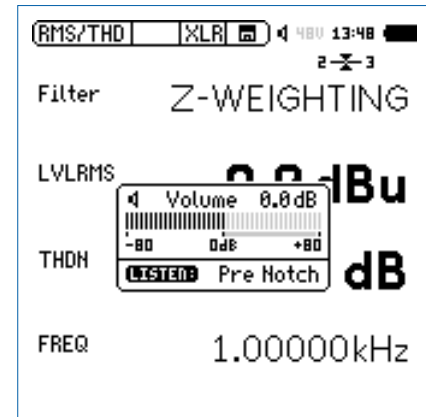 RMS/THD XLR 48V 13:48
2 3
Filter Z-WEIGHTING
LVLRMS dBu
Volume 0.0dB
-80 0dB +80
LISTEN: Pre Notch
THDN dB
FREQ 1.00000kHz